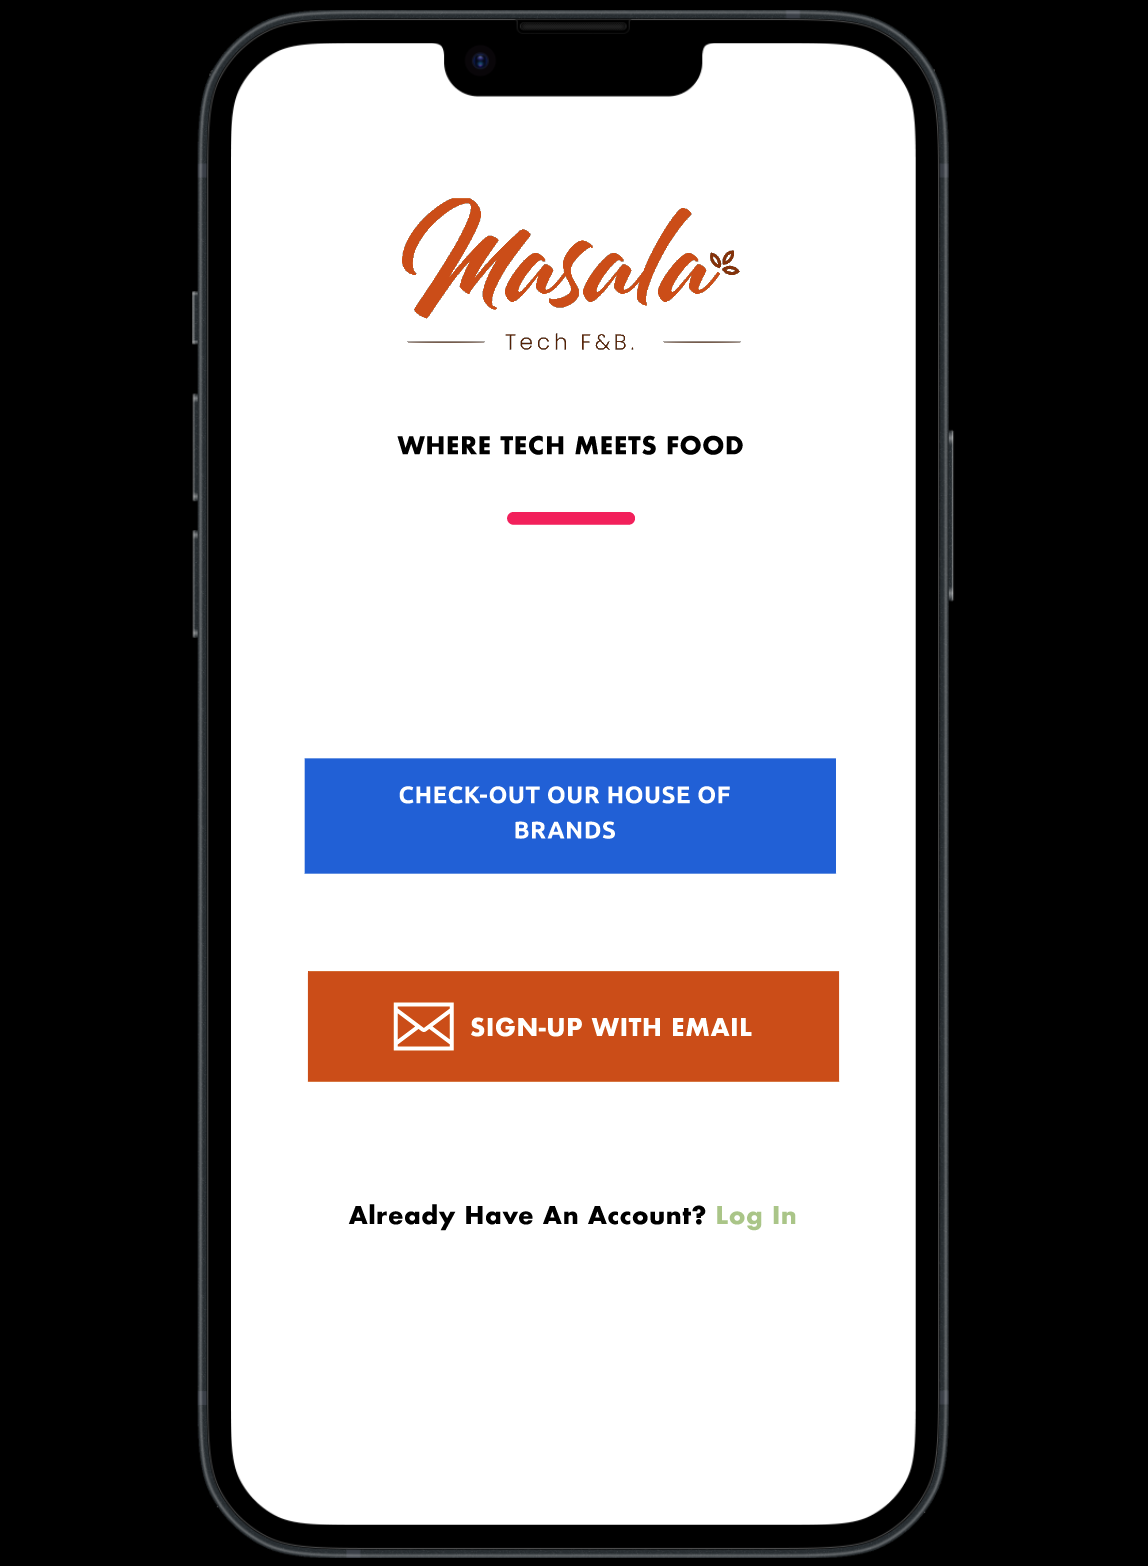 Masala
Tech F&B.
WHERE TECH MEETS FOOD
CHECK-OUT OUR HOUSE OF
BRANDS
SIGN-UP WITH EMAIL
Already Have An Account? Log In